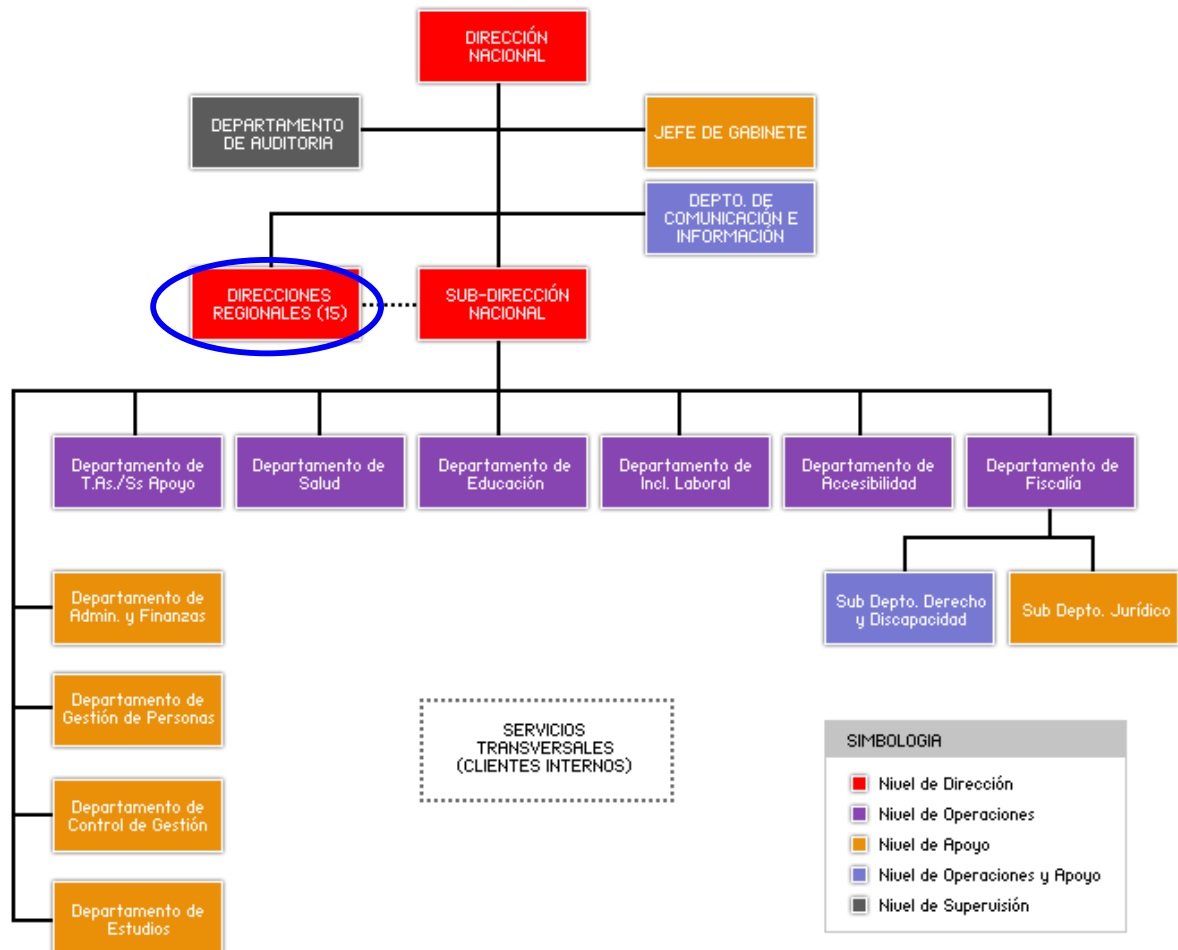 DIRECCIÓN
NACIONAL
DEPARTAMENTO
DE AUDITORIA
JEFE DE GABINETE
DEPTO. DE
COMUNICACIÓN E
INFORMACIÓN
DIRECCIONES
REGIONALES (15)
SUB-DIRECCIÓN
NACIONAL
Departamento de
T.As./Ss Apoyo
Departamento de
Salud
Departamento de
Educación
Departamento de
Incl. Laboral
Departamento de
Accesibilidad
Departamento de
Fiscalía
Sub Depto. Derecho
y Discapacidad
Sub Depto. Jurídico
Departamento de
Admin. y Finanzas
Departamento de
Gestión de Personas
Departamento de
Control de Gestión
Departamento de
Estudios
SERVICIOS
TRANSVERSALES
(CLIENTES INTERNOS)
SIMBOLOGIA
Nivel de Dirección
Nivel de Operaciones
Nivel de Apoyo
Nivel de Operaciones y Apoyo
Nivel de Supervisión